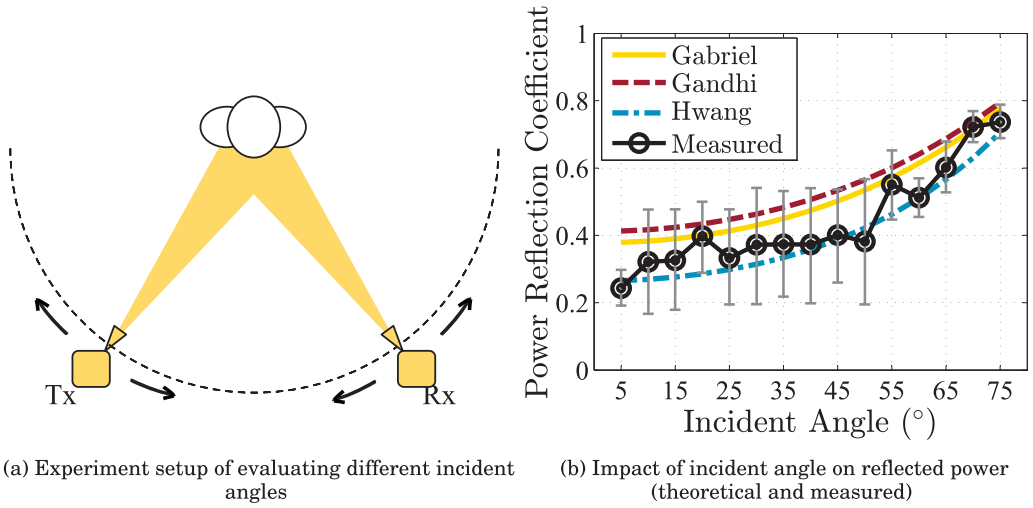 Tx
Rx
(a) Experiment setup of evaluating different incident
angles
Power Reflection Coefficient
1
0.8
0.6
0.4
0.2
0
Gabriel
Gandhi
Hwang
Measured
5 15 25 35 45 55 65 75
Incident Angle (°)
(b) Impact of incident angle on reflected power
(theoretical and measured)